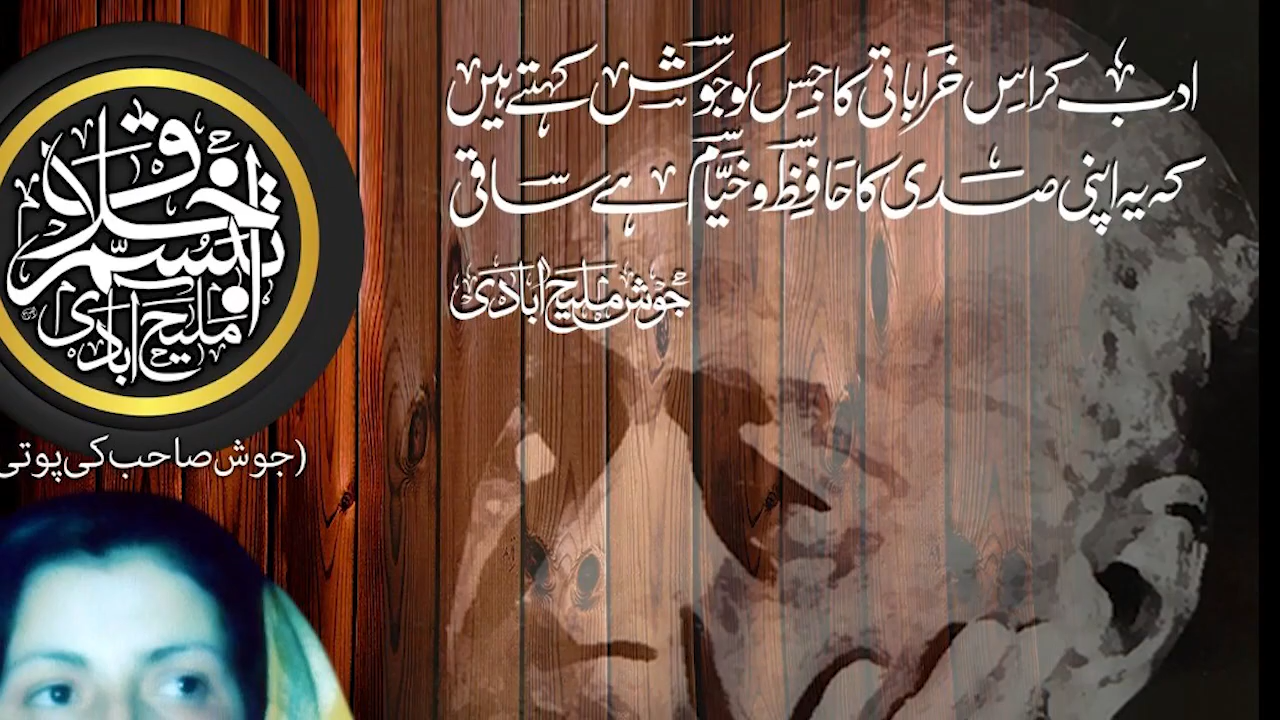 ادب کر اس خراباتی کا جس کو جوش کہتے ہیں
کہ یہ اپنی صدی کا حافظ و خیام ہے ساقی
جوش ملیح آبادی
تبسم اخلاق
ملیح آبادی
(جوش صاحب کی پوتی